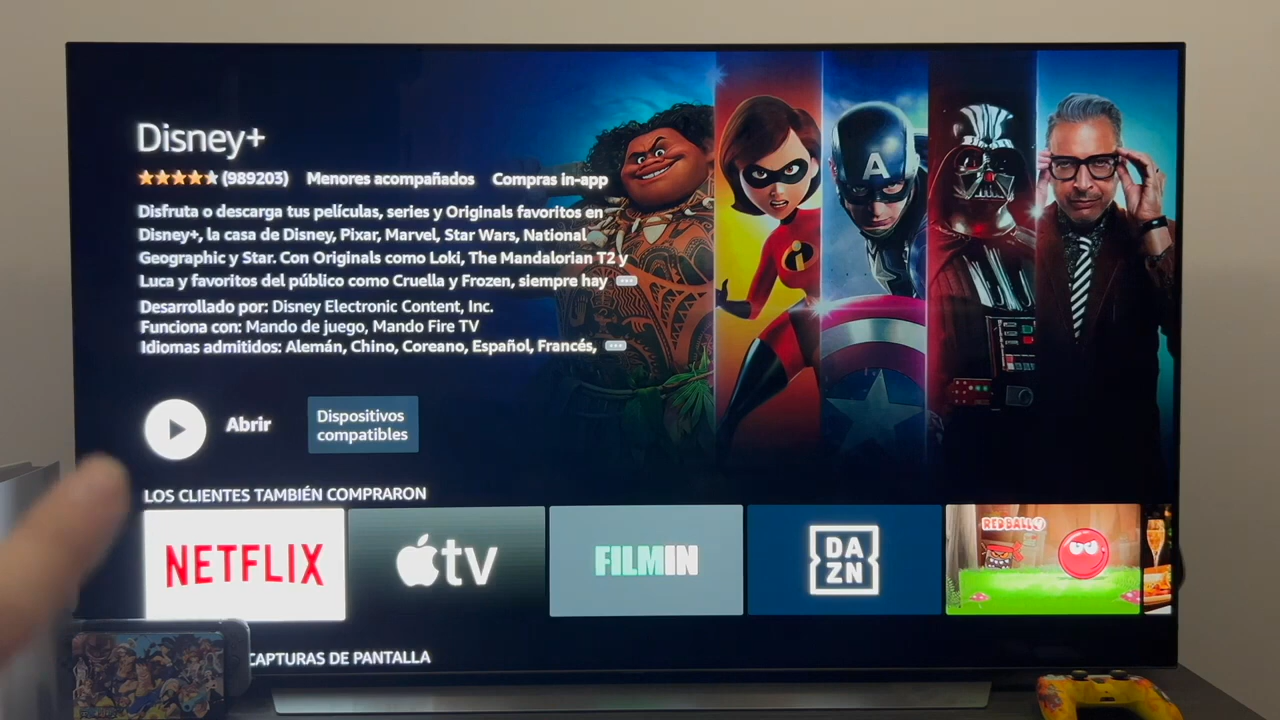 Disney+
(989203) Menores acompañados Compras in-app
Disfruta o descarga tus películas, series y Originals favoritos en
Disney+, la casa de Disney, Pixar, Marvel, Star Wars, National
Geographic y Star. Con Originals como Loki, The Mandalorian T2 y
Luca y favoritos del público como Cruella y Frozen, siempre hay
Desarrollado por: Disney Electronic Content, Inc.
Funciona con: Mando de juego, Mando Fire TV
Idiomas admitidos: Alemán, Chino, Coreano, Español, Francés,
Abrir
Dispositivos
compatibles
LOS CLIENTES TAMBIÉN COMPRARON
NETFLIX
tv
FILMIN
DA
ZN
REDBALL 4
CAPTURAS DE PANTALLA
A